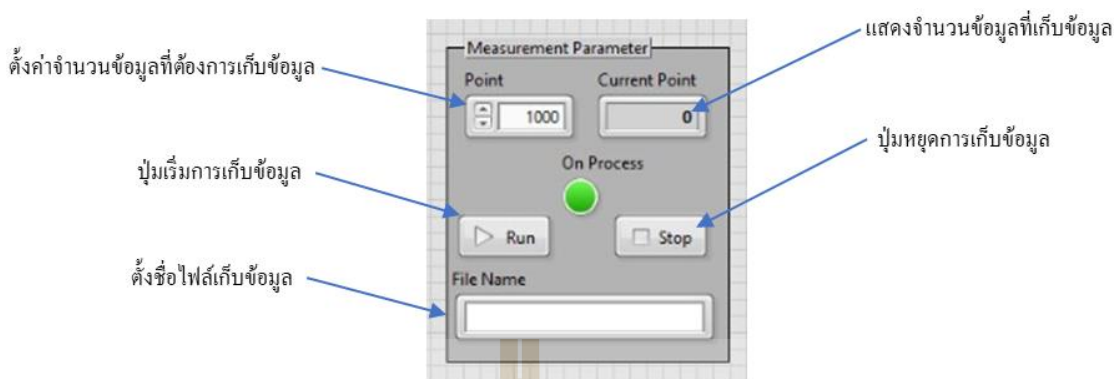 แสดงจำนวนข้อมูลที่เก็บข้อมูล
Measurement Parameter
ตั้งค่าจำนวนข้อมูลที่ต้องการเก็บข้อมูล
Point
Current Point
1000
0
ปุ่มหยุดการเก็บข้อมูล
On Process
ปุ่มเริ่มการเก็บข้อมูล
Run
Stop
ตั้งชื่อไฟล์เก็บข้อมูล
File Name